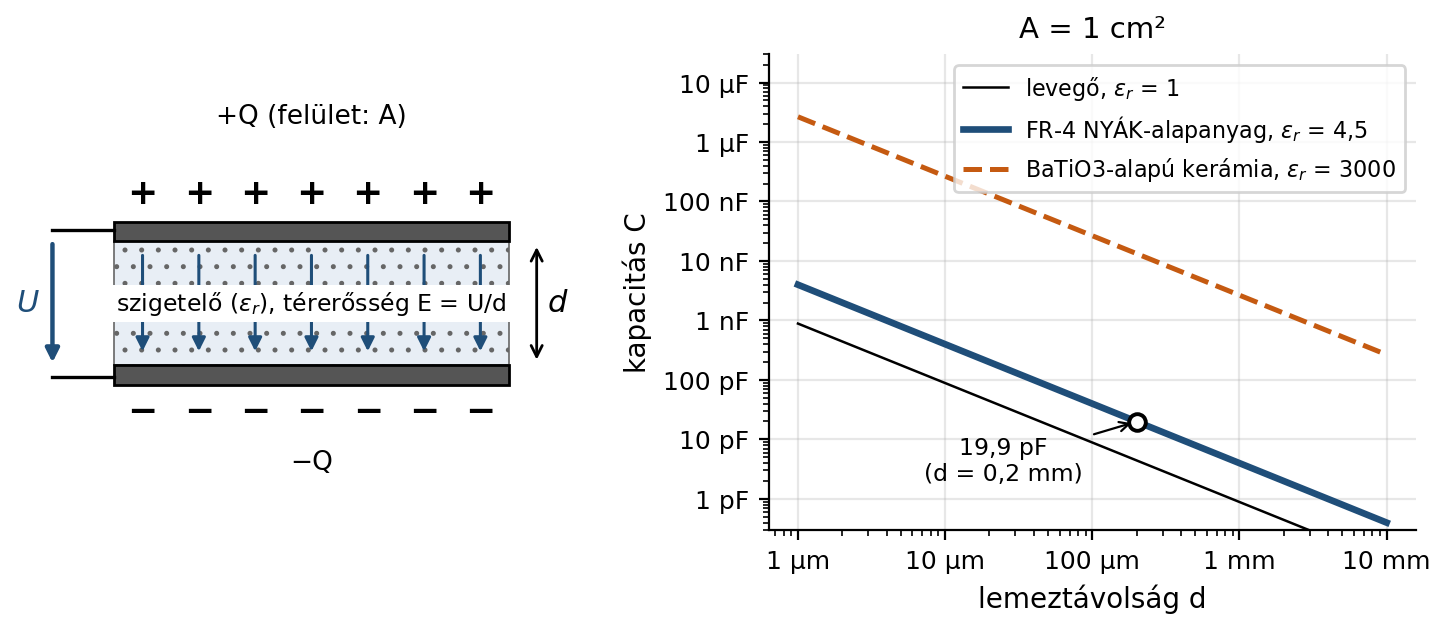 +Q (felület: A)
+ + + + + + +
U
szigetelő (εr), térerősség E = U/d
d
− − − − − − −
−Q
A = 1 cm²
levegő, εr = 1
FR-4 NYÁK-alapanyag, εr = 4,5
BaTiO3-alapú kerámia, εr = 3000
kapacitás C
10 µF
1 µF
100 nF
10 nF
1 nF
100 pF
10 pF
1 pF
19,9 pF
(d = 0,2 mm)
1 µm 10 µm 100 µm 1 mm 10 mm
lemeztávolság d